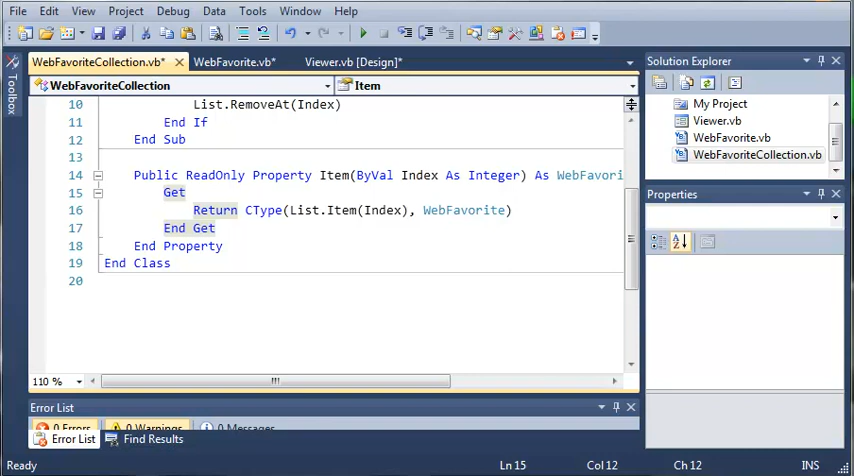 File Edit View Project Debug Data Tools Window Help
WebFavoriteCollection.vb* WebFavorite.vb* Viewer.vb [Design]*
WebFavoriteCollection Item
10 List.RemoveAt(Index)
11 End If
12 End Sub
13
14 Public ReadOnly Property Item(ByVal Index As Integer) As WebFavori
15 Get
16 Return CType(List.Item(Index), WebFavorite)
17 End Get
18 End Property
19 End Class
20
110 %
Toolbox
Solution Explorer
My Project
Viewer.vb
WebFavorite.vb
WebFavoriteCollection.vb
Properties
Error List
0 Errors 0 Warnings 0 Messages
Error List Find Results
Ready Ln 15 Col 12 Ch 12 INS